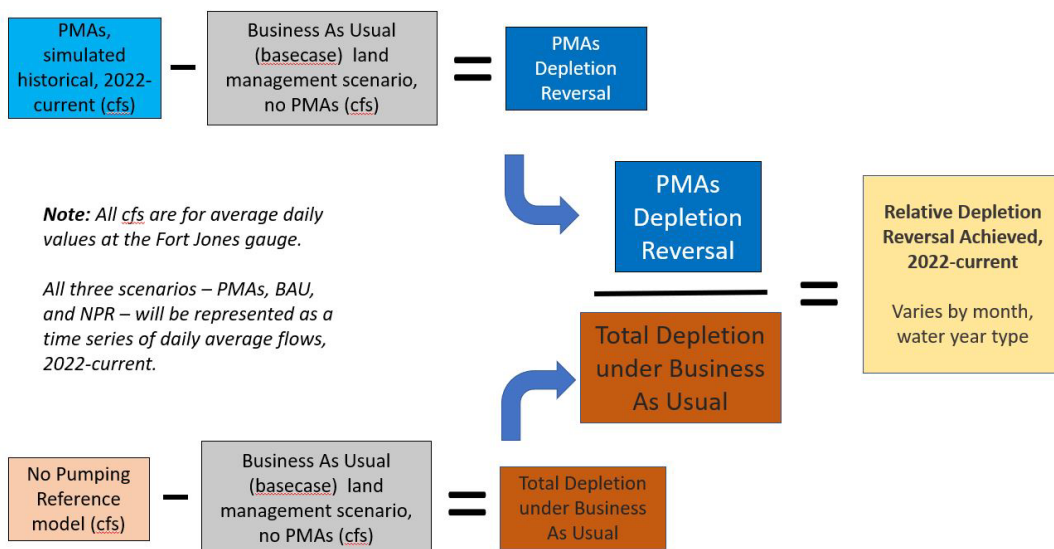 PMAs,
simulated
historical, 2022-
current (cfs)
Business As Usual
(basecase) land
management scenario,
no PMAs (cfs)
PMAs
Depletion
Reversal
Note: All cfs are for average daily
values at the Fort Jones gauge.
All three scenarios – PMAs, BAU,
and NPR – will be represented as a
time series of daily average flows,
2022-current.
PMAs
Depletion
Reversal
Total Depletion
under Business
As Usual
Relative Depletion
Reversal Achieved,
2022-current
Varies by month,
water year type
No Pumping
Reference
model (cfs)
Business As Usual
(basecase) land
management scenario,
no PMAs (cfs)
Total Depletion
under Business
As Usual